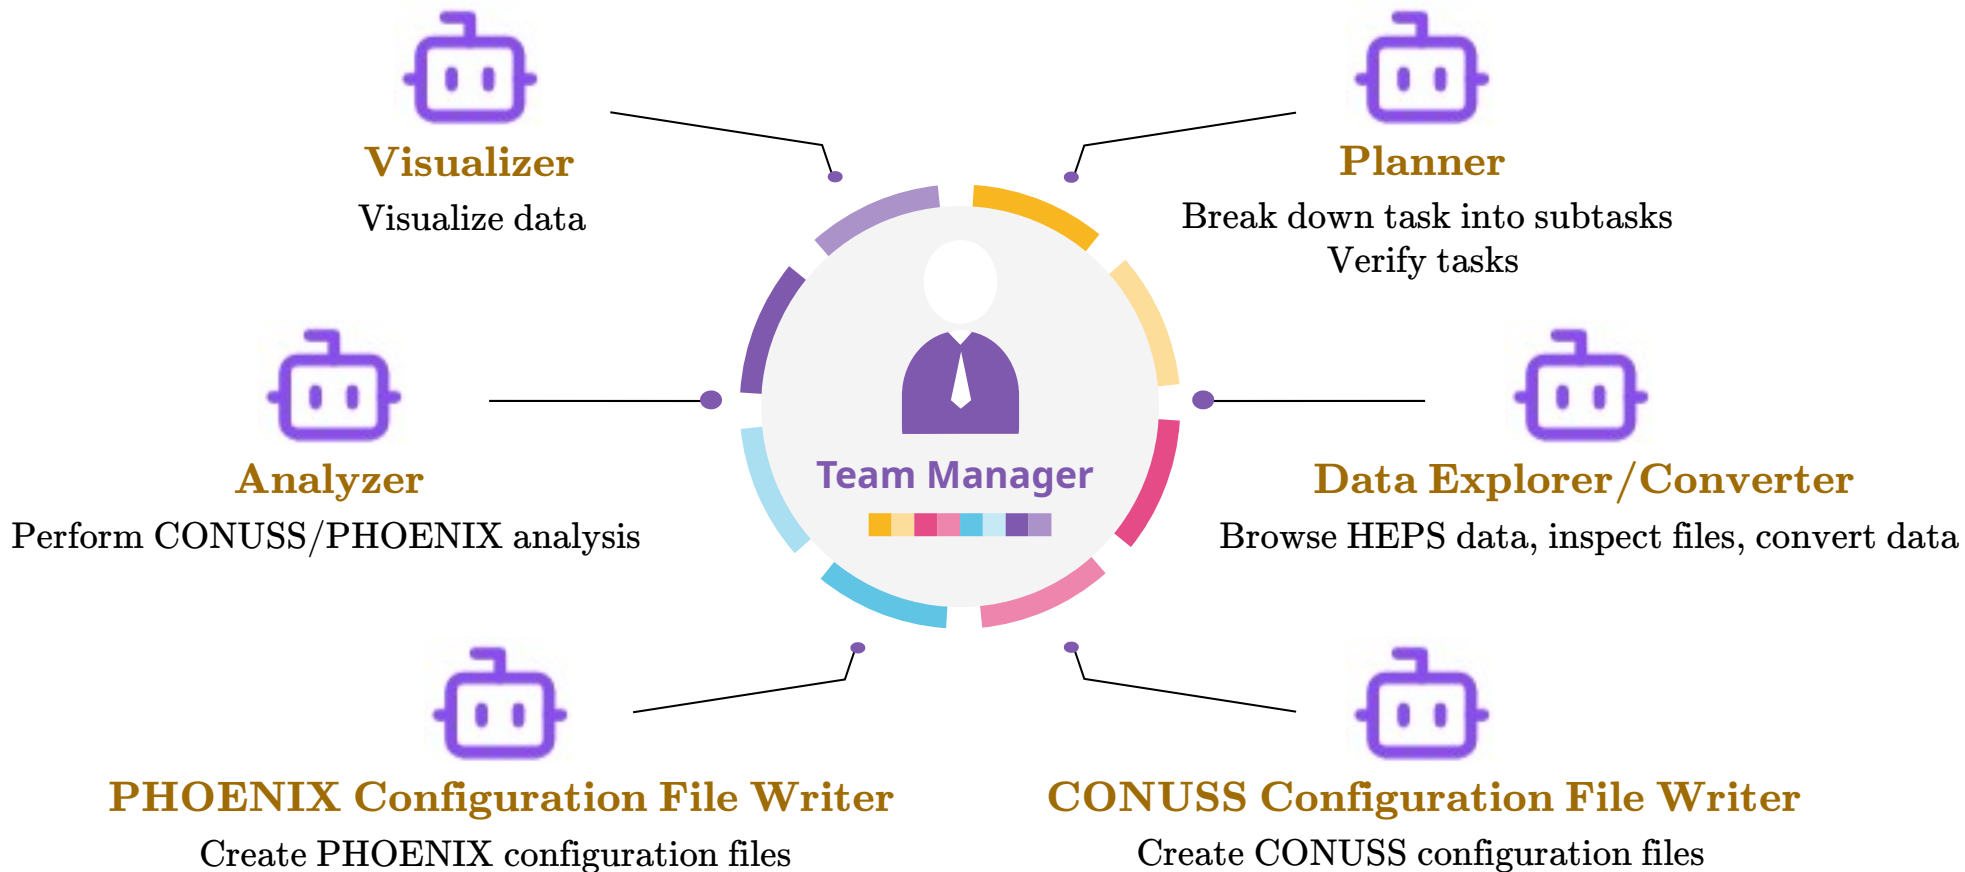 Visualizer
Visualize data
Planner
Break down task into subtasks
Verify tasks
Team Manager
Analyzer
Perform CONUSS/PHOENIX analysis
Data Explorer/Converter
Browse HEPS data, inspect files, convert data
PHOENIX Configuration File Writer
Create PHOENIX configuration files
CONUSS Configuration File Writer
Create CONUSS configuration files